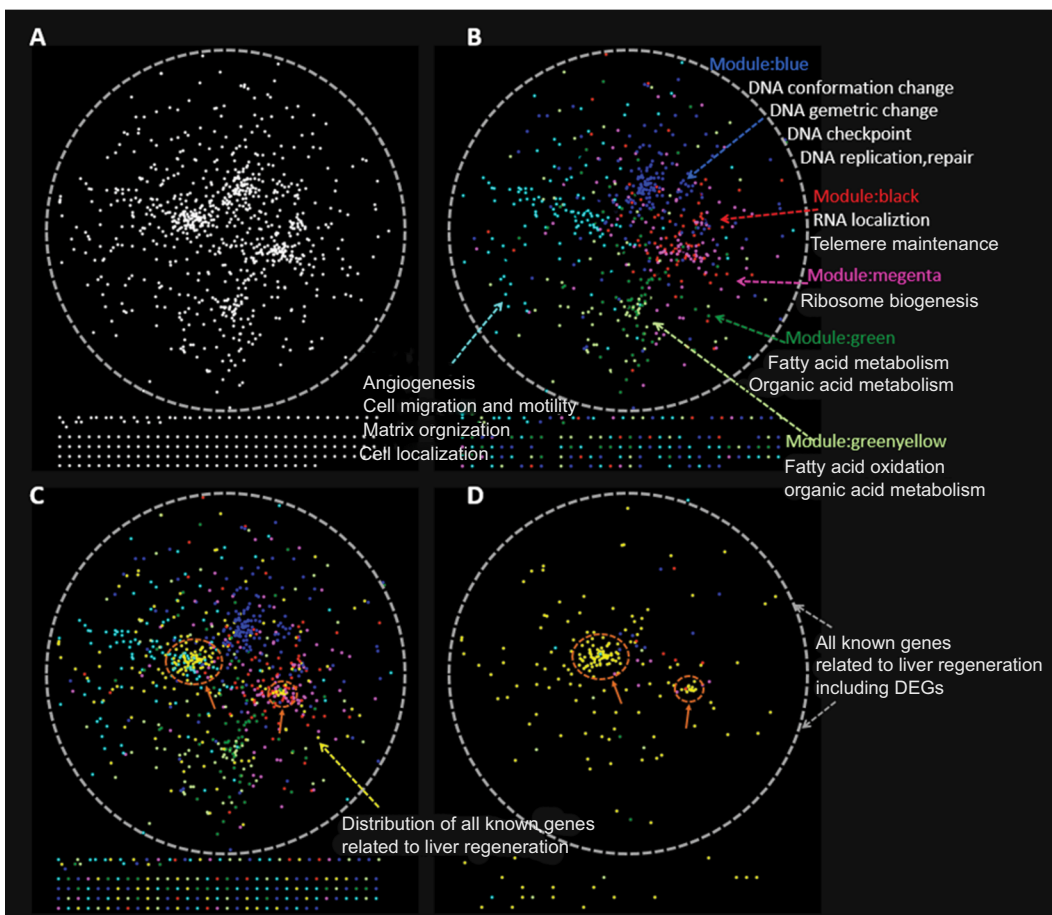 A
B
Module:blue
DNA conformation change
DNA gemetric change
DNA checkpoint
DNA replication,repair
Module:black
RNA localiztion
Telemere maintenance
Module:megenta
Ribosome biogenesis
Module:green
Fatty acid metabolism
Organic acid metabolism
Angiogenesis
Cell migration and motility
Matrix orgnization
Cell localization
Module:greenyellow
Fatty acid oxidation
organic acid metabolism
C
D
All known genes
related to liver regeneration
including DEGs
Distribution of all known genes
related to liver regeneration